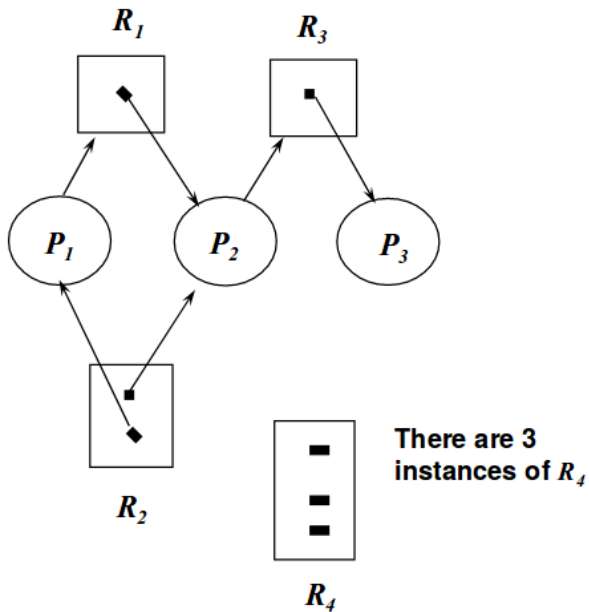 R₁ R₃
P₁ P₂ P₃
There are 3
instances of R₄
R₂
R₄